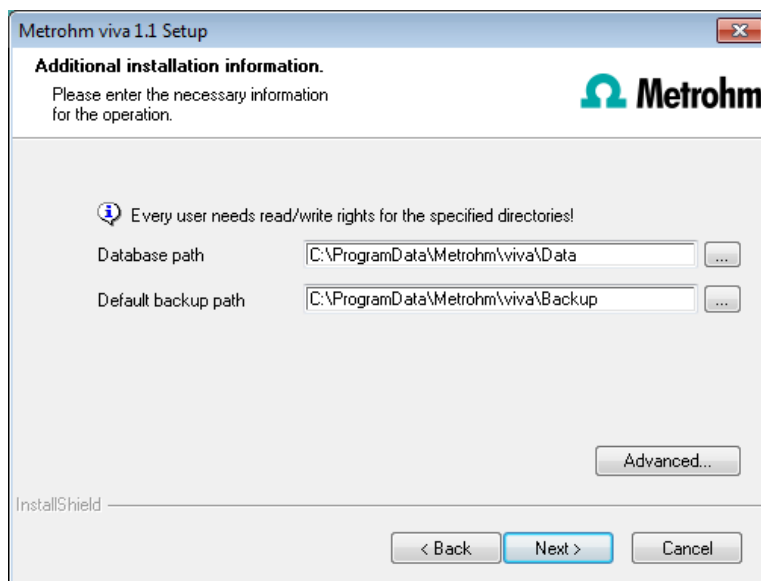 Metrohm viva 1.1 Setup
Additional installation information.
Please enter the necessary information
for the operation.
Metrohm
Every user needs read/write rights for the specified directories!
Database path
C:\ProgramData\Metrohm\viva\Data
...
Default backup path
C:\ProgramData\Metrohm\viva\Backup
...
Advanced...
InstallShield
< Back
Next >
Cancel